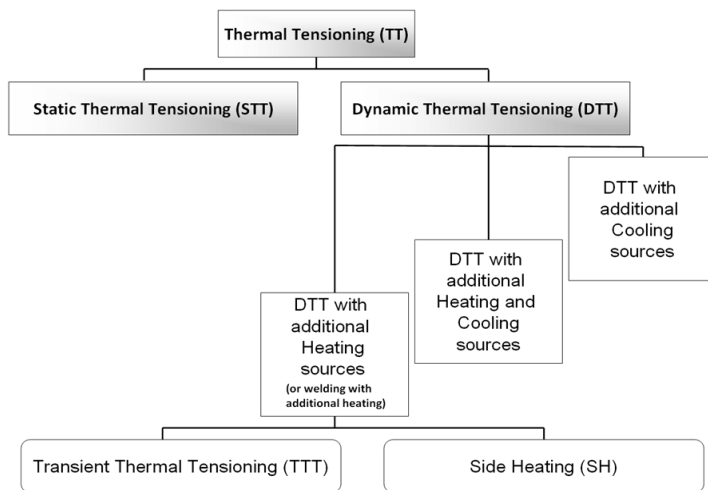 Thermal Tensioning (TT)
Static Thermal Tensioning (STT)
Dynamic Thermal Tensioning (DTT)
DTT with
additional
Cooling
sources
DTT with
additional
Heating and
Cooling
sources
DTT with
additional
Heating
sources
(or welding with
additional heating)
Transient Thermal Tensioning (TTT)
Side Heating (SH)